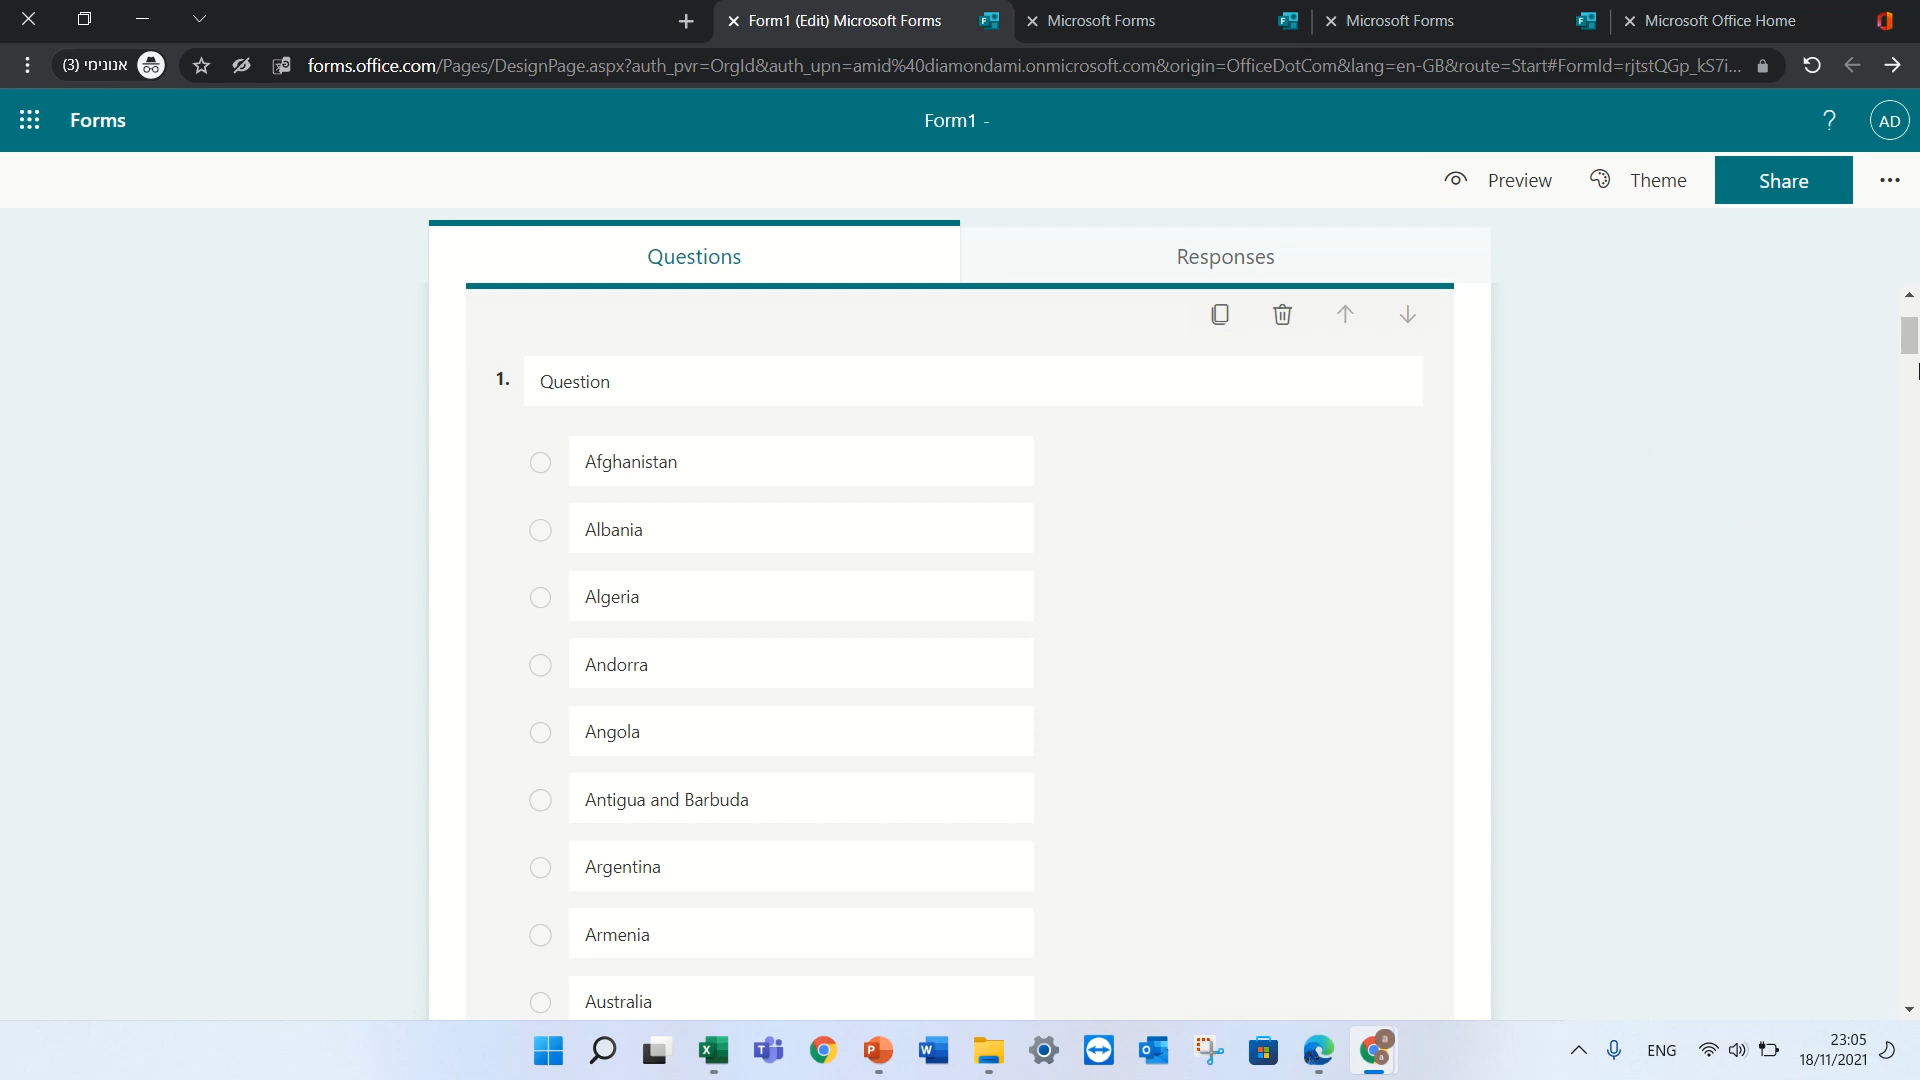 Form1 (Edit) Microsoft Forms
Microsoft Forms
Microsoft Forms
Microsoft Office Home
אנונימי (3)
forms.office.com/Pages/DesignPage.aspx?auth_pvr=OrgId&auth_upn=amid%40diamondami.onmicrosoft.com&origin=OfficeDotCom&lang=en-GB&route=Start#FormId=rjtstQGp_kS7i...
Forms
Form1 -
?
AD
Preview
Theme
Share
Questions
Responses
1. Question
Afghanistan
Albania
Algeria
Andorra
Angola
Antigua and Barbuda
Argentina
Armenia
Australia
ENG
23:05
18/11/2021